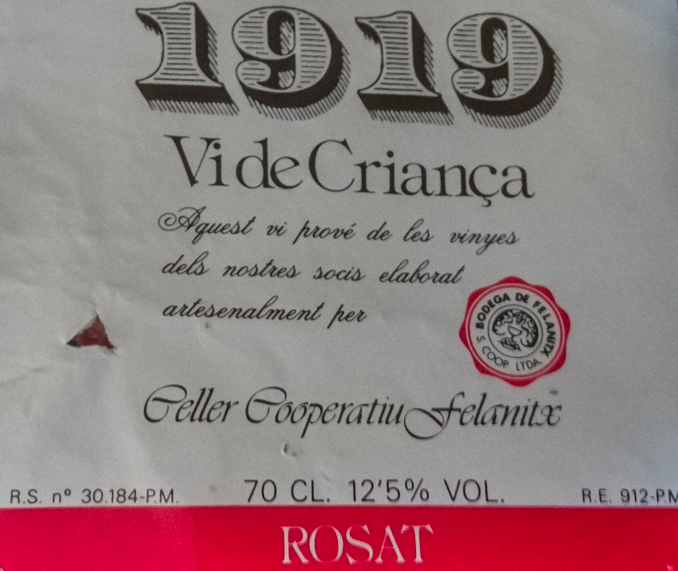 1919
Vi de Criança
Aquest vi prové de les vinyes
dels nostres socis elaborat
artesenalment per
BODEGA DE FELANITX
S. COOP. LTDA.
Celler Cooperatiu Felanitx
R.S. nº 30.184-P.M. 70 CL. 12'5% VOL. R.E. 912-P.M
ROSAT